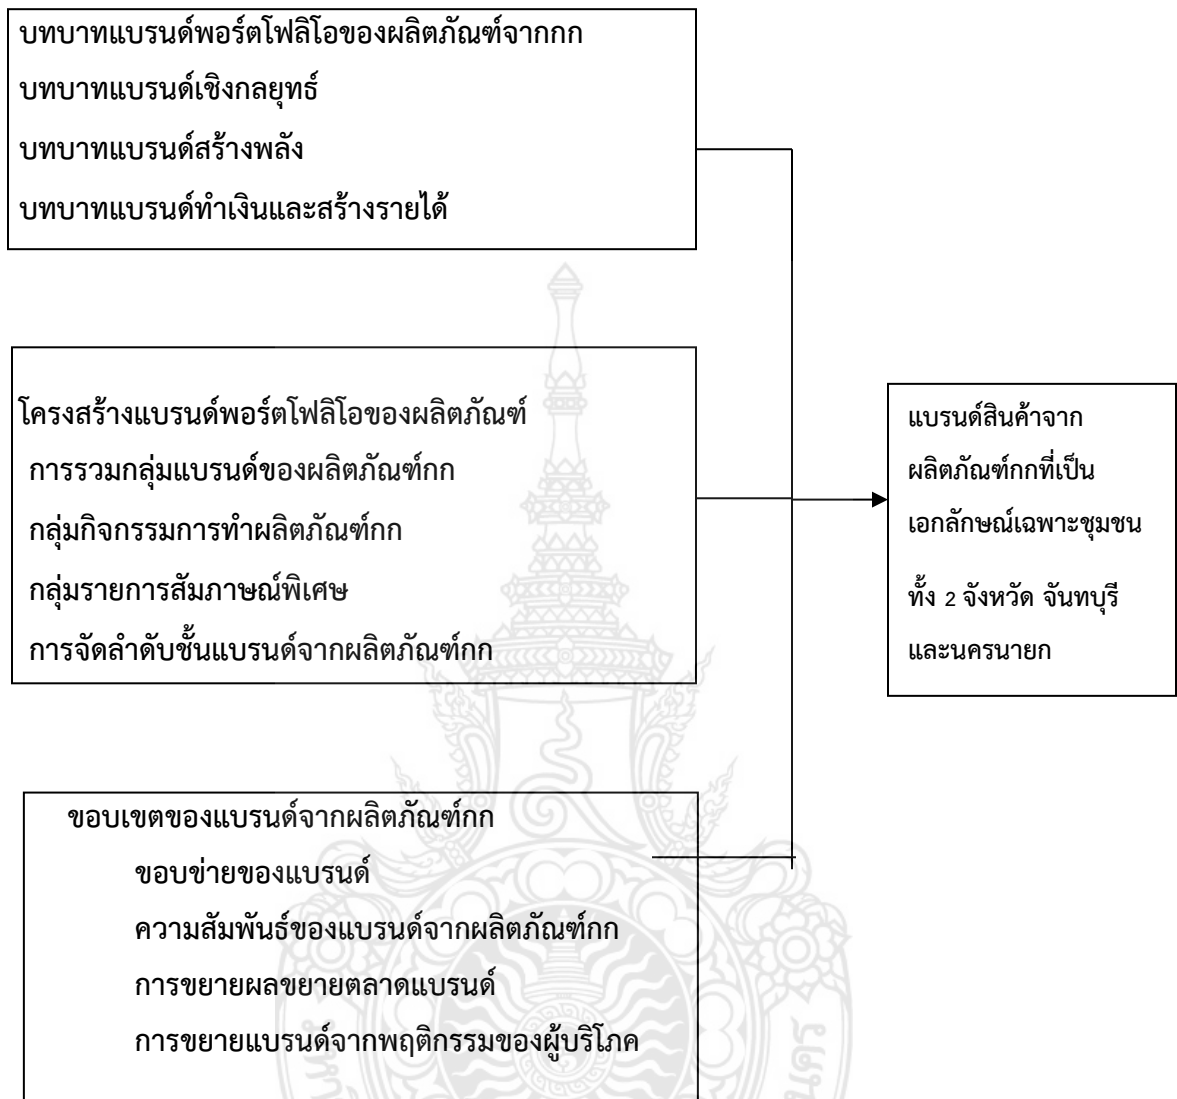 บทบาทแบรนด์พอร์ตโฟลิโอของผลิตภัณฑ์จากกก
บทบาทแบรนด์เชิงกลยุทธ์
บทบาทแบรนด์สร้างพลัง
บทบาทแบรนด์ทำเงินและสร้างรายได้
โครงสร้างแบรนด์พอร์ตโฟลิโอของผลิตภัณฑ์
การรวมกลุ่มแบรนด์ของผลิตภัณฑ์กก
กลุ่มกิจกรรมการทำผลิตภัณฑ์กก
กลุ่มรายการสัมภาษณ์พิเศษ
การจัดลำดับชั้นแบรนด์จากผลิตภัณฑ์กก
แบรนด์สินค้าจาก
ผลิตภัณฑ์กกที่เป็น
เอกลักษณ์เฉพาะชุมชน
ทั้ง 2 จังหวัด จันทบุรี
และนครนายก
ขอบเขตของแบรนด์จากผลิตภัณฑ์กก
ขอบข่ายของแบรนด์
ความสัมพันธ์ของแบรนด์จากผลิตภัณฑ์กก
การขยายผลขยายตลาดแบรนด์
การขยายแบรนด์จากพฤติกรรมของผู้บริโภค